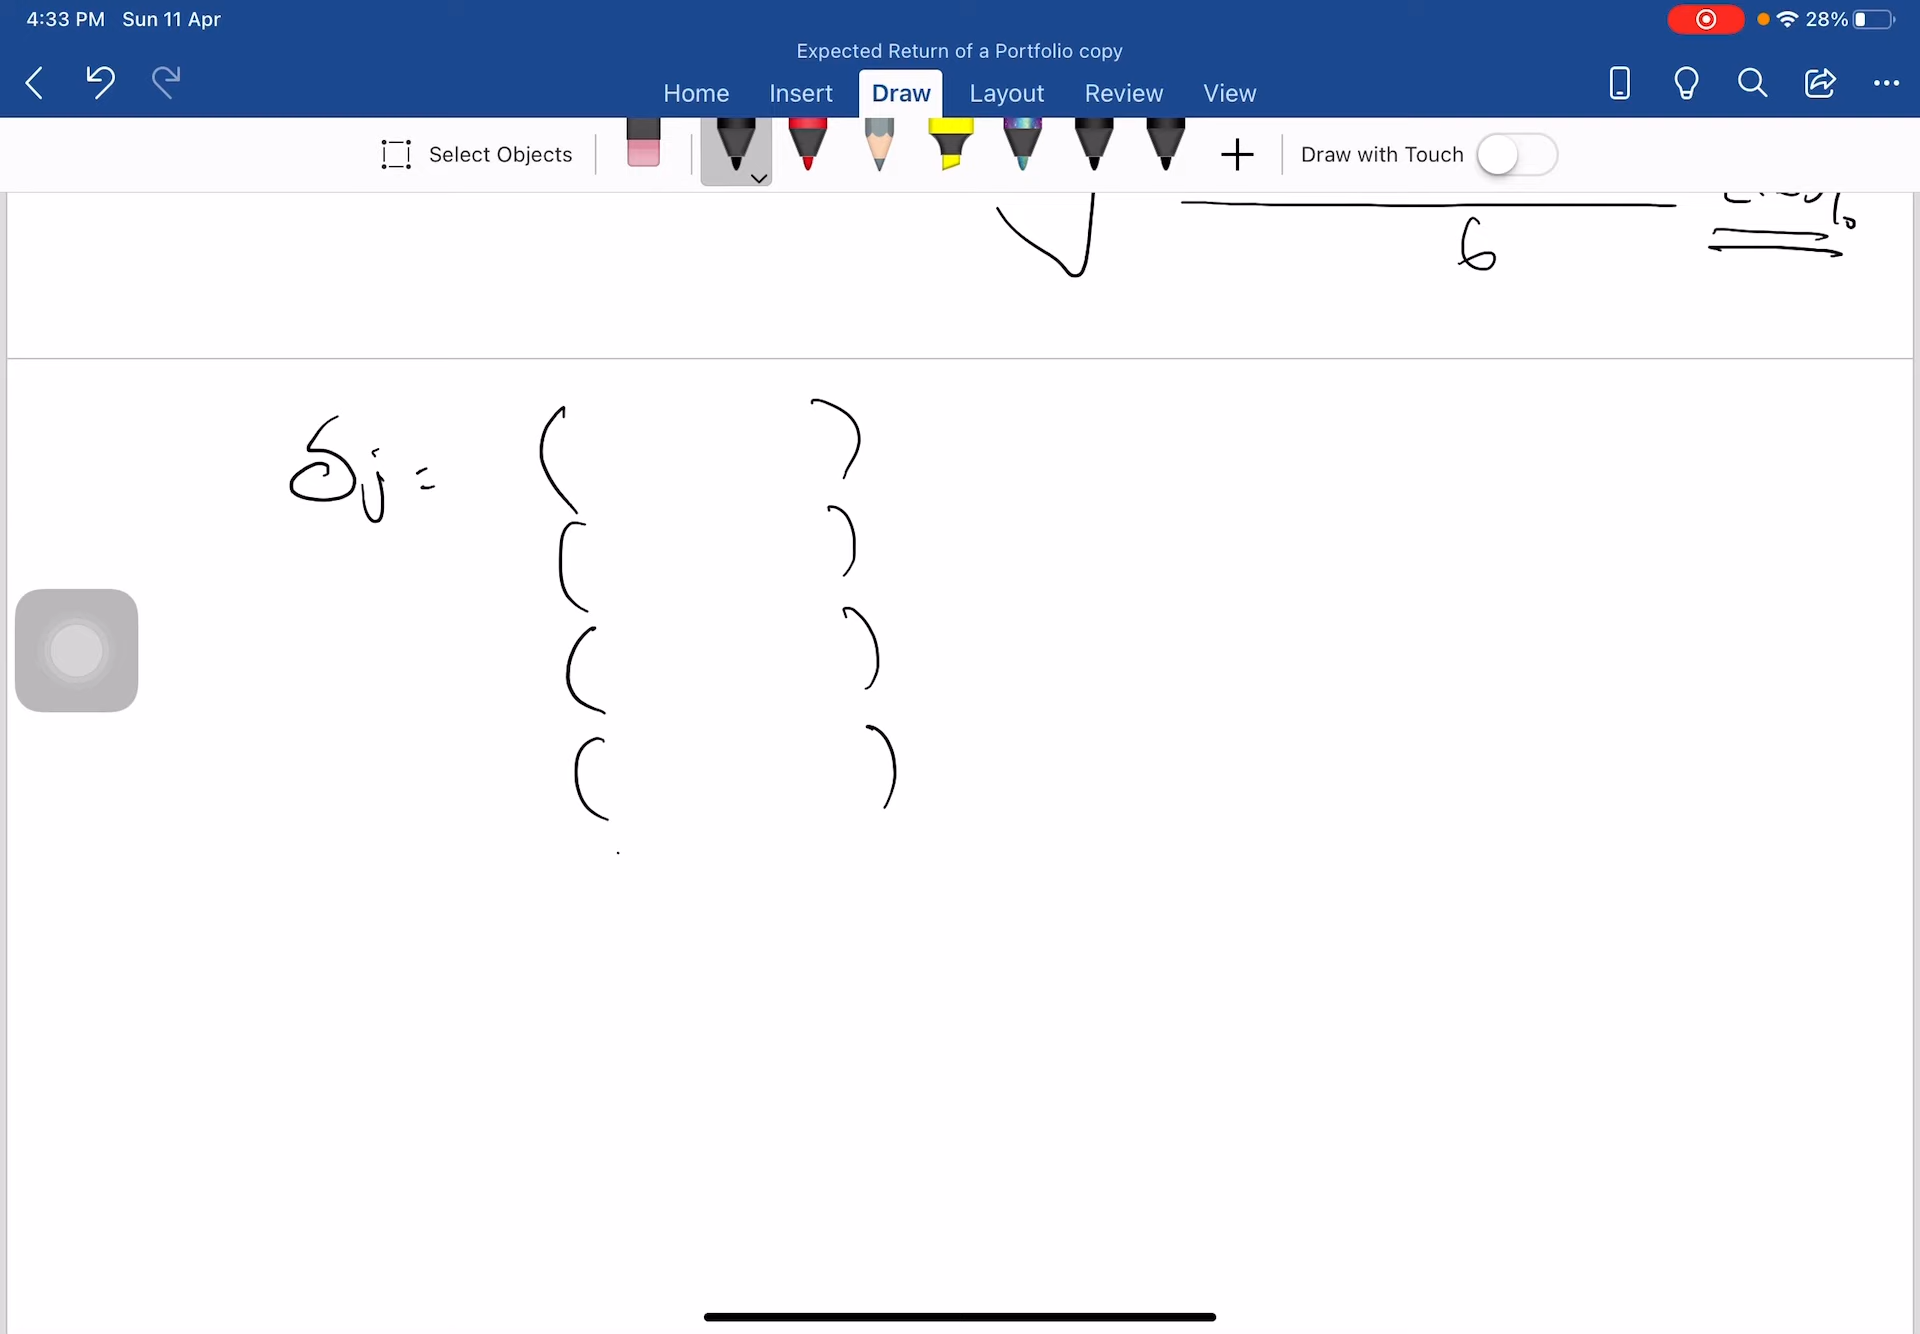 4:33 PM Sun 11 Apr
28%
Expected Return of a Portfolio copy
Home Insert Draw Layout Review View
Select Objects
Draw with Touch
6
δj = ( )
( )
( )
( )